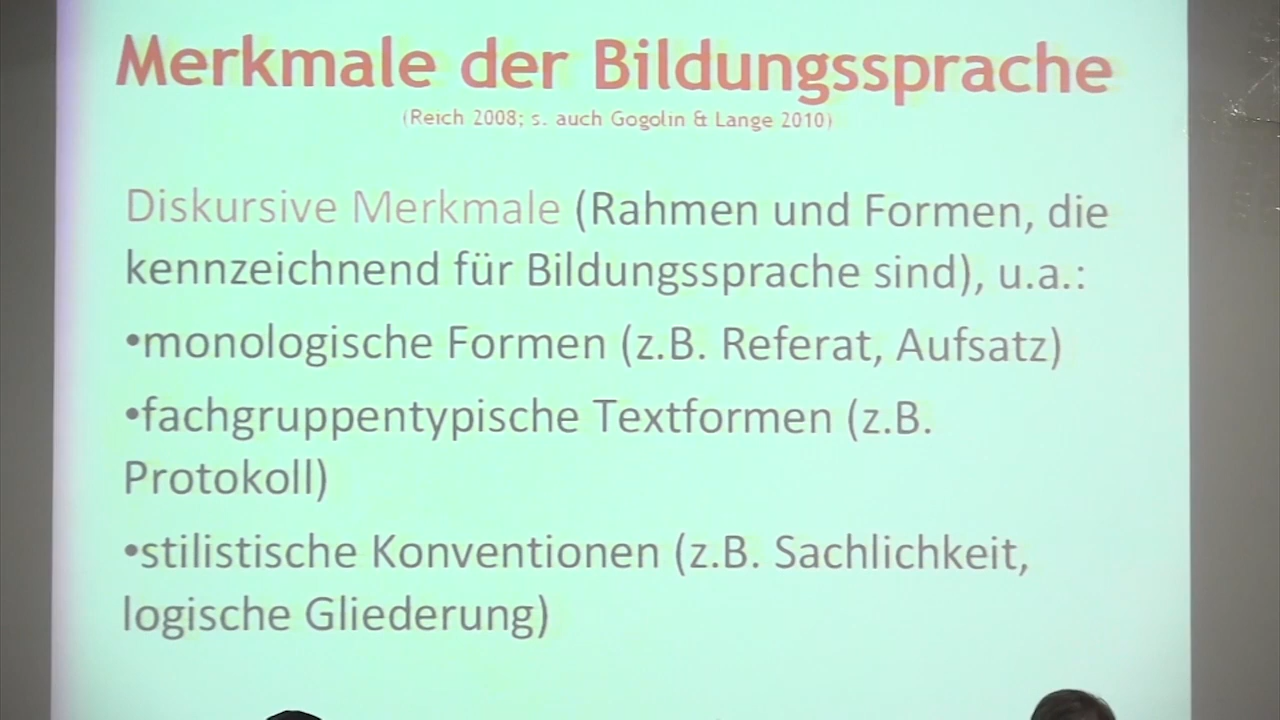 Merkmale der Bildungssprache
(Reich 2008; s. auch Gogolin & Lange 2010)
Diskursive Merkmale (Rahmen und Formen, die
kennzeichnend für Bildungssprache sind), u.a.:
•monologische Formen (z.B. Referat, Aufsatz)
•fachgruppentypische Textformen (z.B.
Protokoll)
•stilistische Konventionen (z.B. Sachlichkeit,
logische Gliederung)